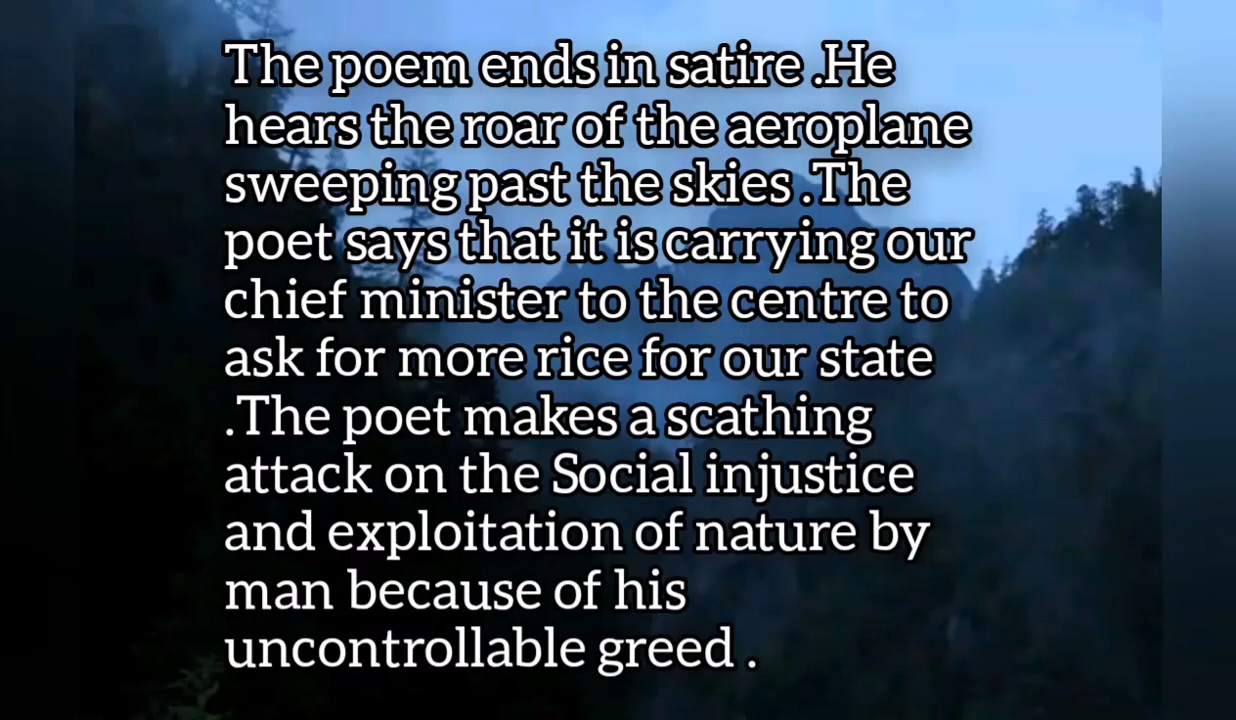 The poem ends in satire .He
hears the roar of the aeroplane
sweeping past the skies .The
poet says that it is carrying our
chief minister to the centre to
ask for more rice for our state
.The poet makes a scathing
attack on the Social injustice
and exploitation of nature by
man because of his
uncontrollable greed .